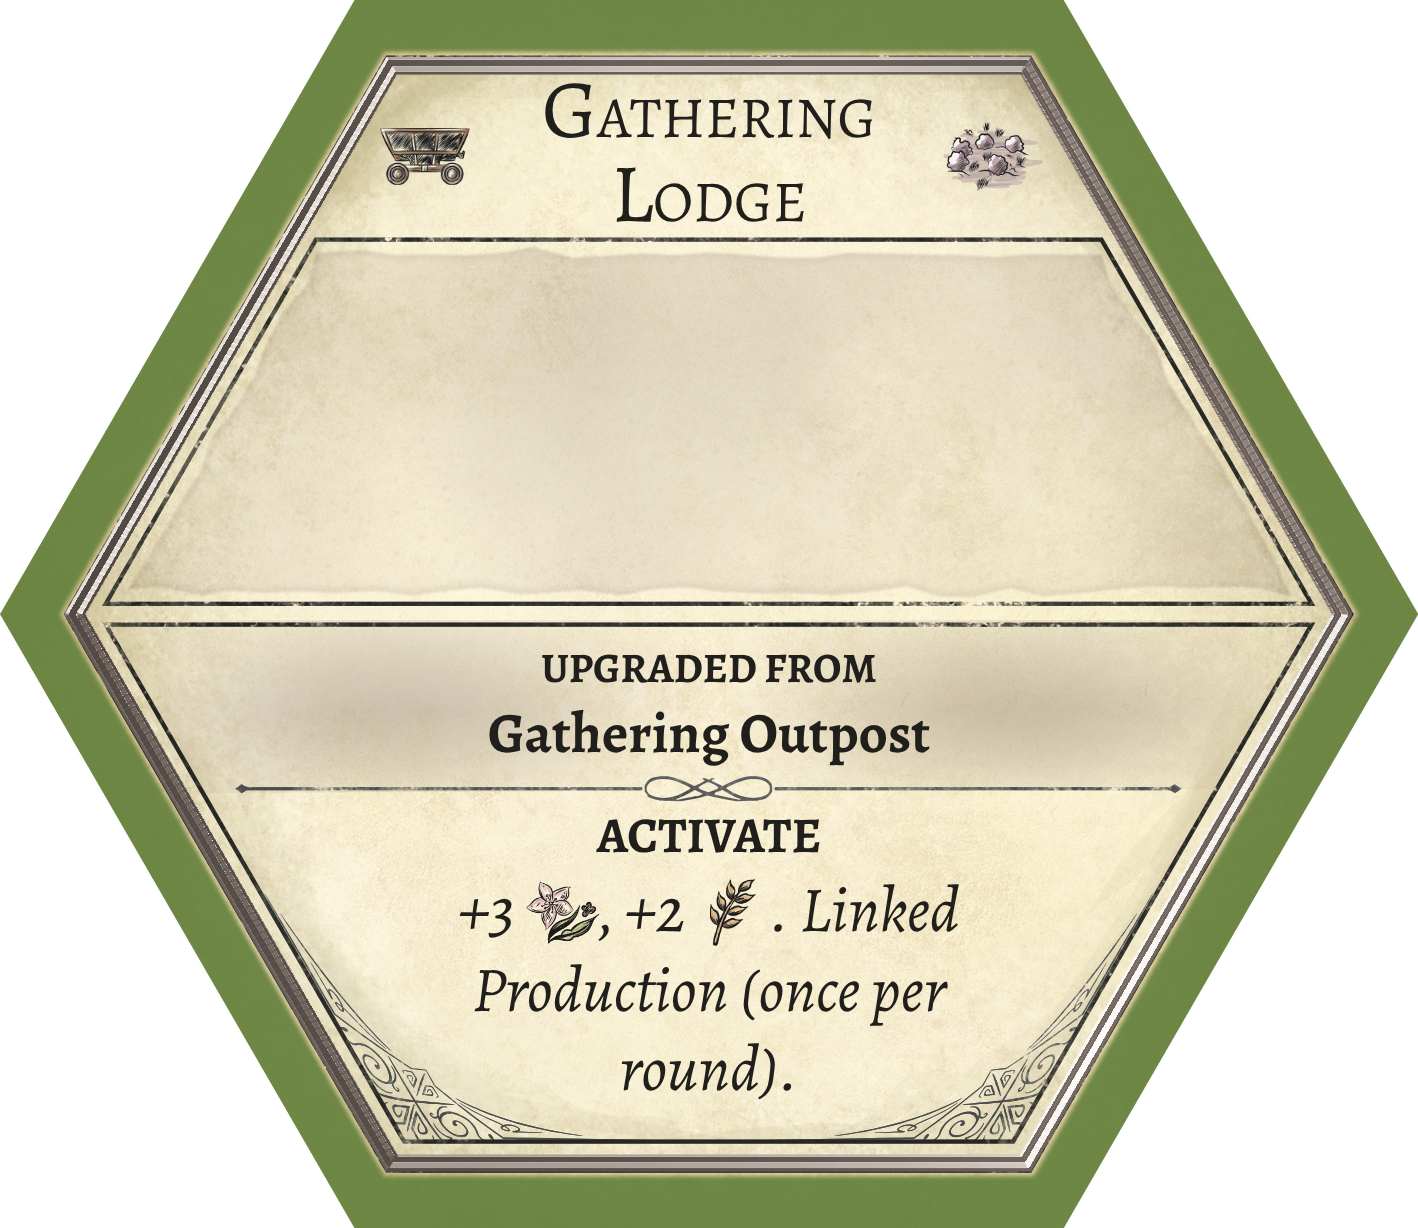 Gathering
Lodge
UPGRADED FROM
Gathering Outpost
ACTIVATE
+3 , +2 . Linked
Production (once per
round).